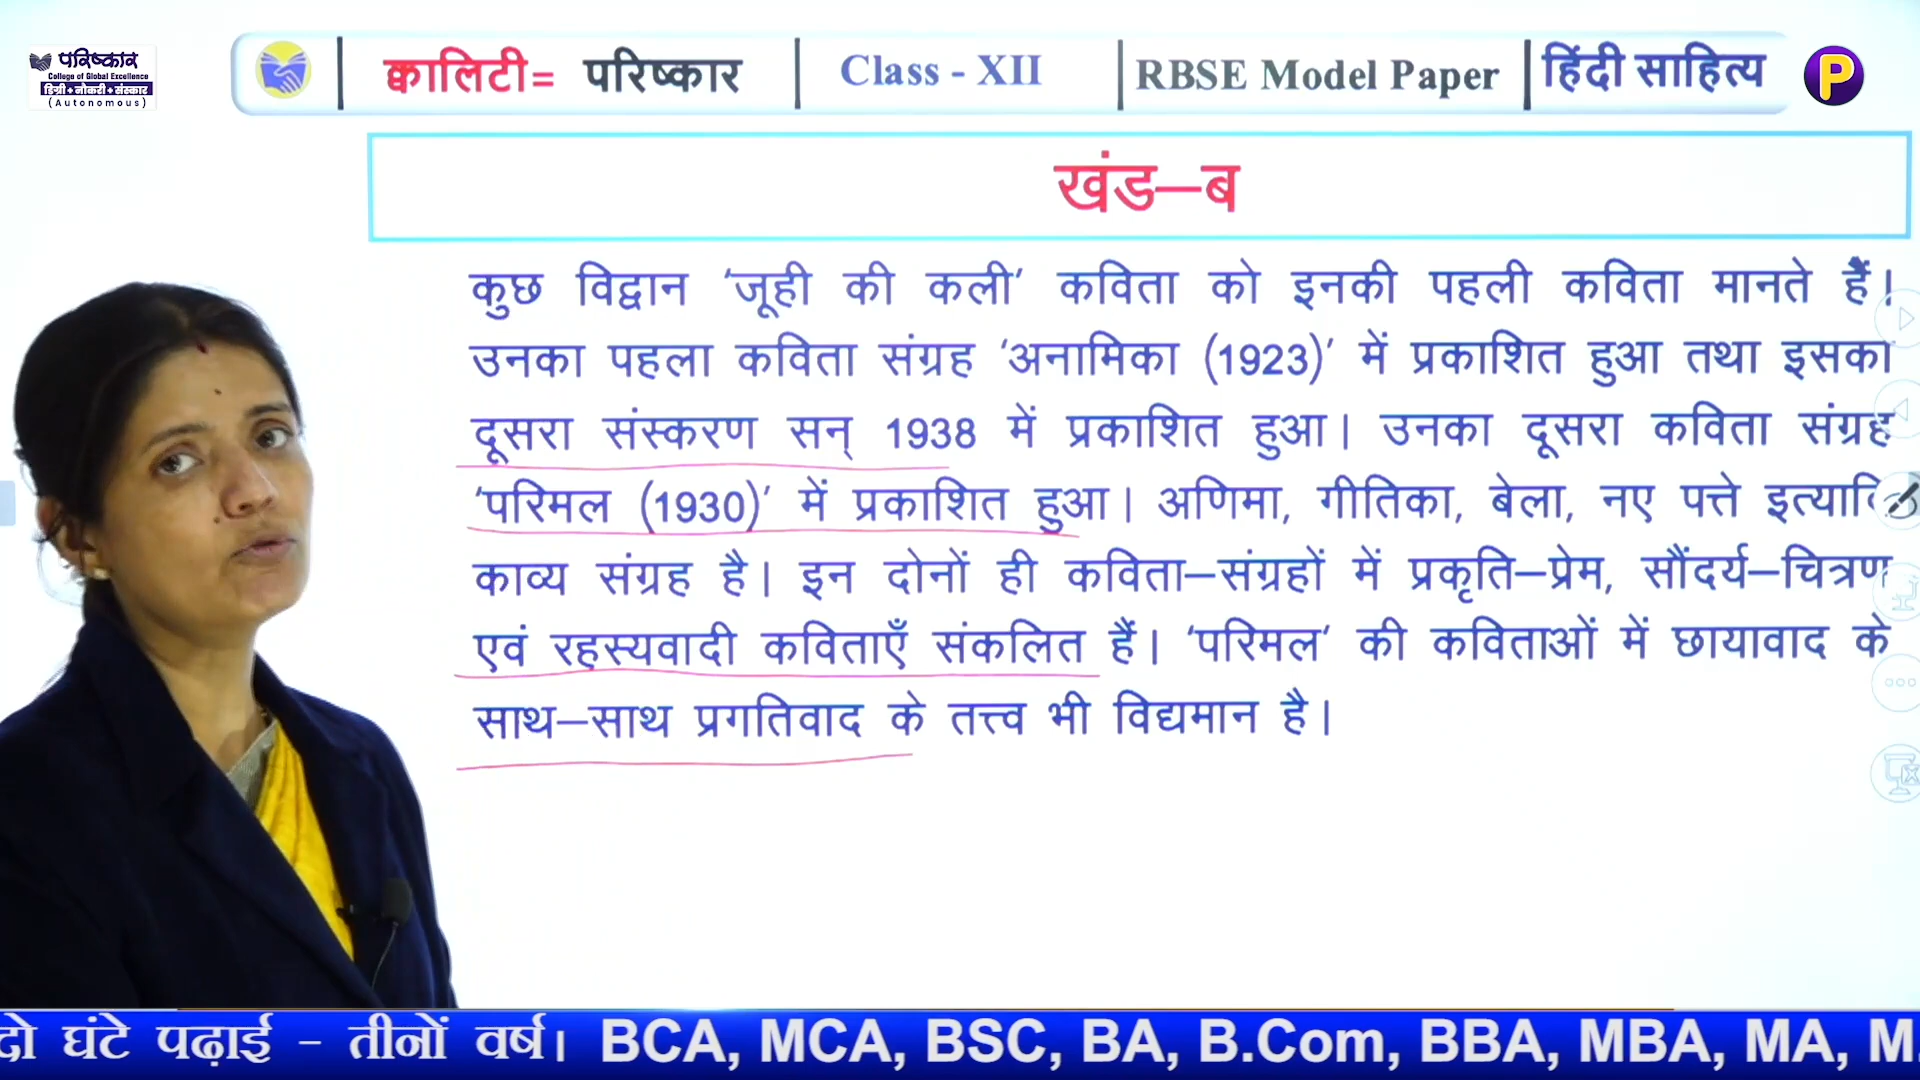 परिष्कार
College of Global Excellence
डिग्री + नौकरी + संस्कार
(Autonomous)
क्वालिटी= परिष्कार
Class - XII
RBSE Model Paper
हिंदी साहित्य
P
खंड–ब
कुछ विद्वान ‘जूही की कली’ कविता को इनकी पहली कविता मानते हैं।
उनका पहला कविता संग्रह ‘अनामिका (1923)’ में प्रकाशित हुआ तथा इसका
दूसरा संस्करण सन् 1938 में प्रकाशित हुआ। उनका दूसरा कविता संग्रह
‘परिमल (1930)’ में प्रकाशित हुआ। अणिमा, गीतिका, बेला, नए पत्ते
काव्य संग्रह है। इन दोनों ही कविता–संग्रहों में प्रकृति–प्रेम, सौंदर्य–चित्रण
एवं रहस्यवादी कविताएँ संकलित हैं। ‘परिमल’ की कविताओं में छायावाद के
साथ–साथ प्रगतिवाद के तत्त्व भी विद्यमान है।
दो घंटे पढ़ाई - तीनों वर्ष। BCA, MCA, BSC, BA, B.Com, BBA, MBA, MA,